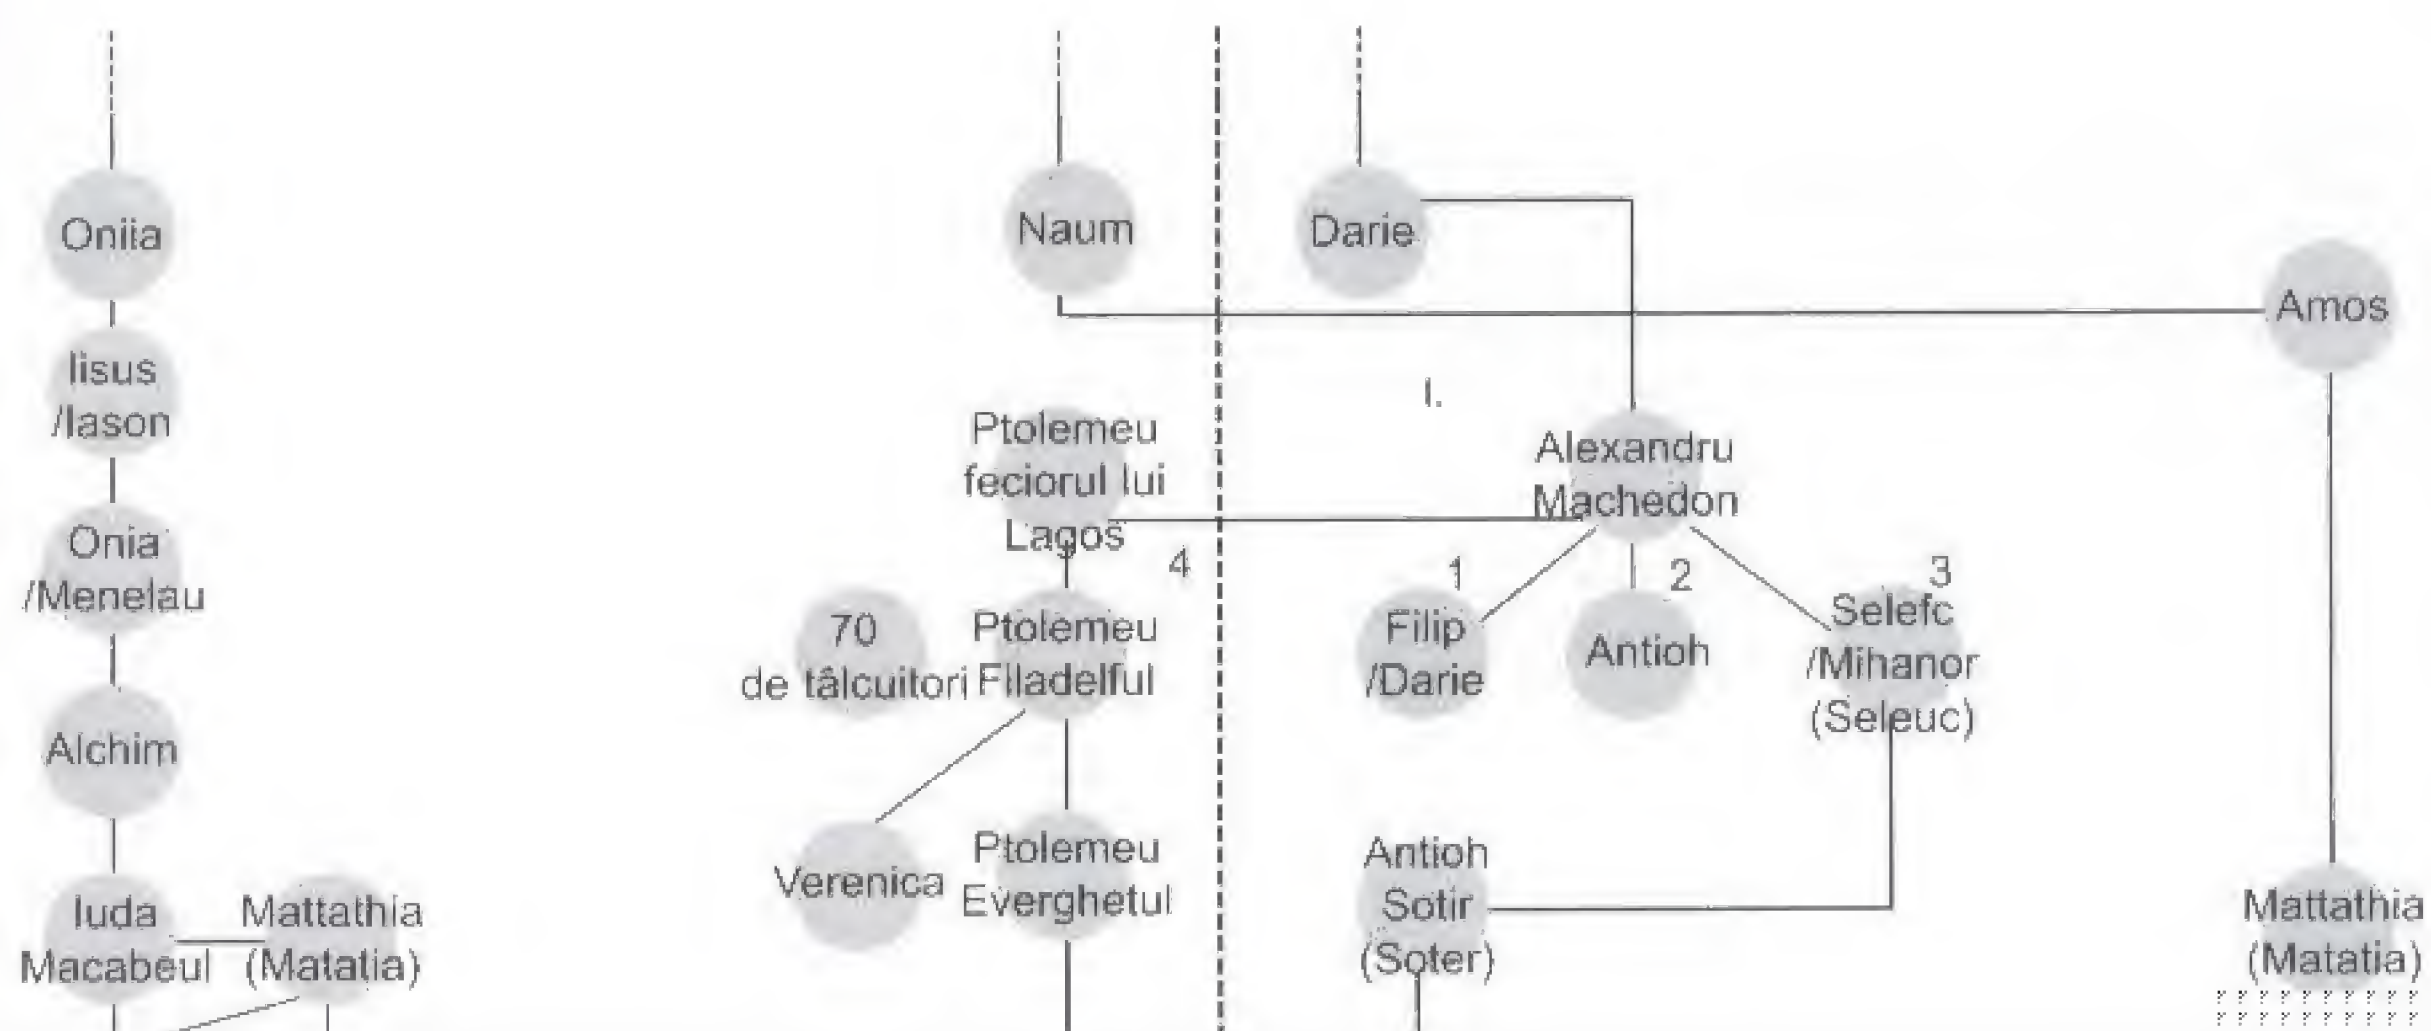 Oniia
Naum
Darie
Amos
Iisus
/Iason
I.
Ptolemeu
feciorul lui
Lagos
Alexandru
Machedon
Onia
/Menelau
4
1
2
3
70
de tâlcuitori
Ptolemeu
Filadelful
Filip
/Darie
Antioh
Selefc
/Mihanor
(Seleuc)
Alchim
Verenica
Ptolemeu
Everghetul
Antioh
Sotir
(Soter)
Iuda
Macabeul
Mattathia
(Matatia)
Mattathia
(Matatia)